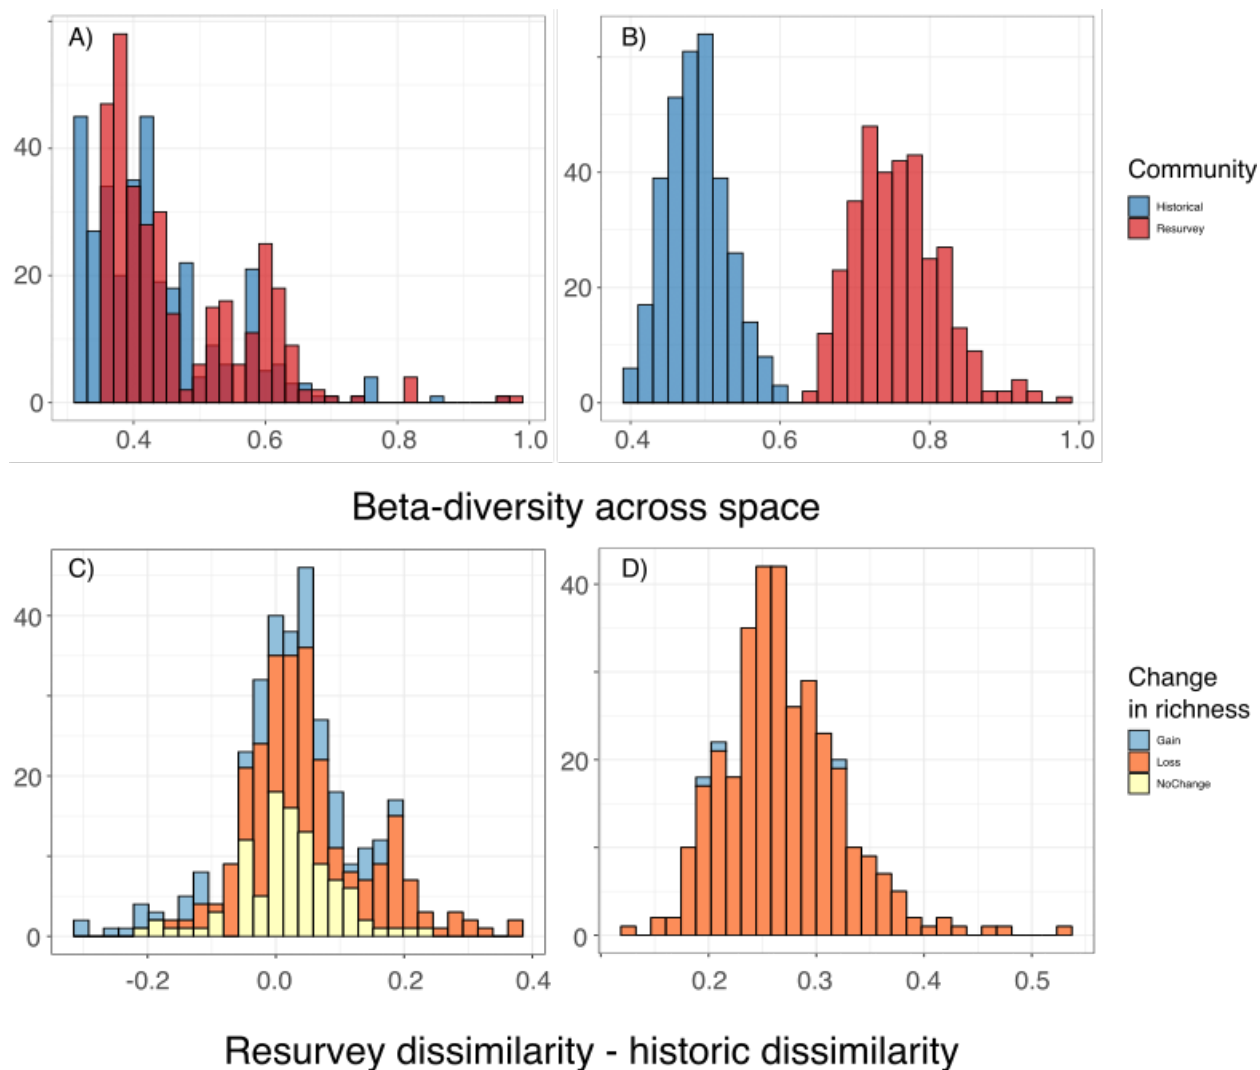 A)
40
20
0
0.4 0.6 0.8 1.0
B)
40
20
0
0.4 0.6 0.8 1.0
Community
Historical
Resurvey
Beta-diversity across space
C)
40
20
0
-0.2 0.0 0.2 0.4
D)
40
20
0
0.2 0.3 0.4 0.5
Change
in richness
Gain
Loss
NoChange
Resurvey dissimilarity - historic dissimilarity